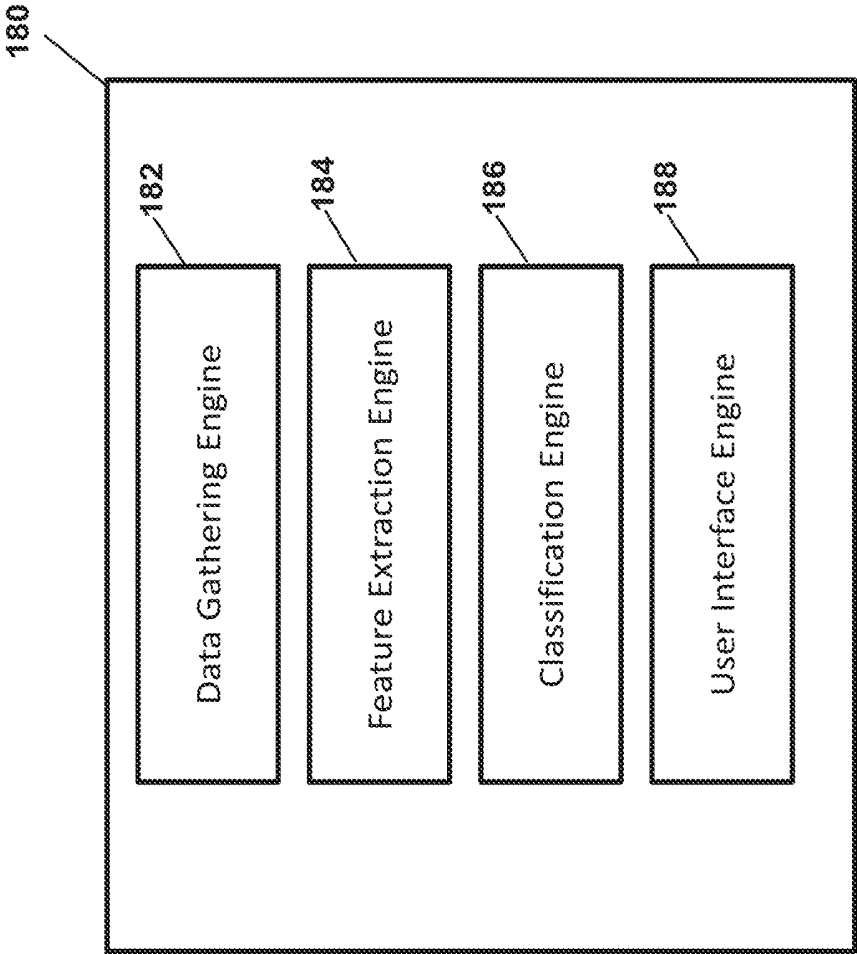 180
182
Data Gathering Engine
184
Feature Extraction Engine
186
Classification Engine
188
User Interface Engine